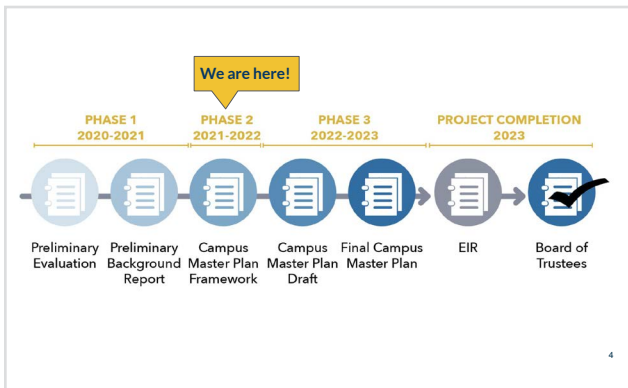 We are here!
PHASE 1
2020-2021
PHASE 2
2021-2022
PHASE 3
2022-2023
PROJECT COMPLETION
2023
Preliminary
Evaluation
Preliminary
Background
Report
Campus
Master Plan
Framework
Campus
Master Plan
Draft
Final Campus
Master Plan
EIR
Board of
Trustees
4